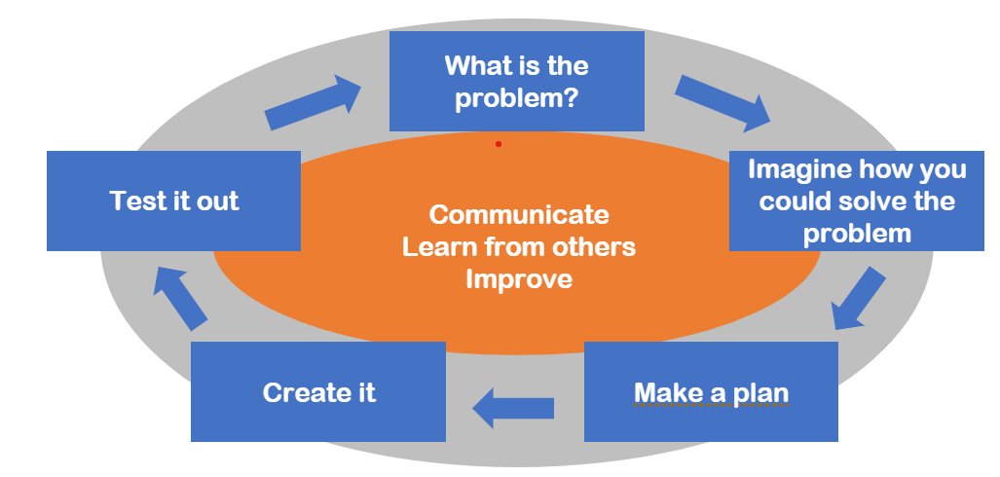 What is the
problem?
Imagine how you
could solve the
problem
Make a plan
Create it
Test it out
Communicate
Learn from others
Improve